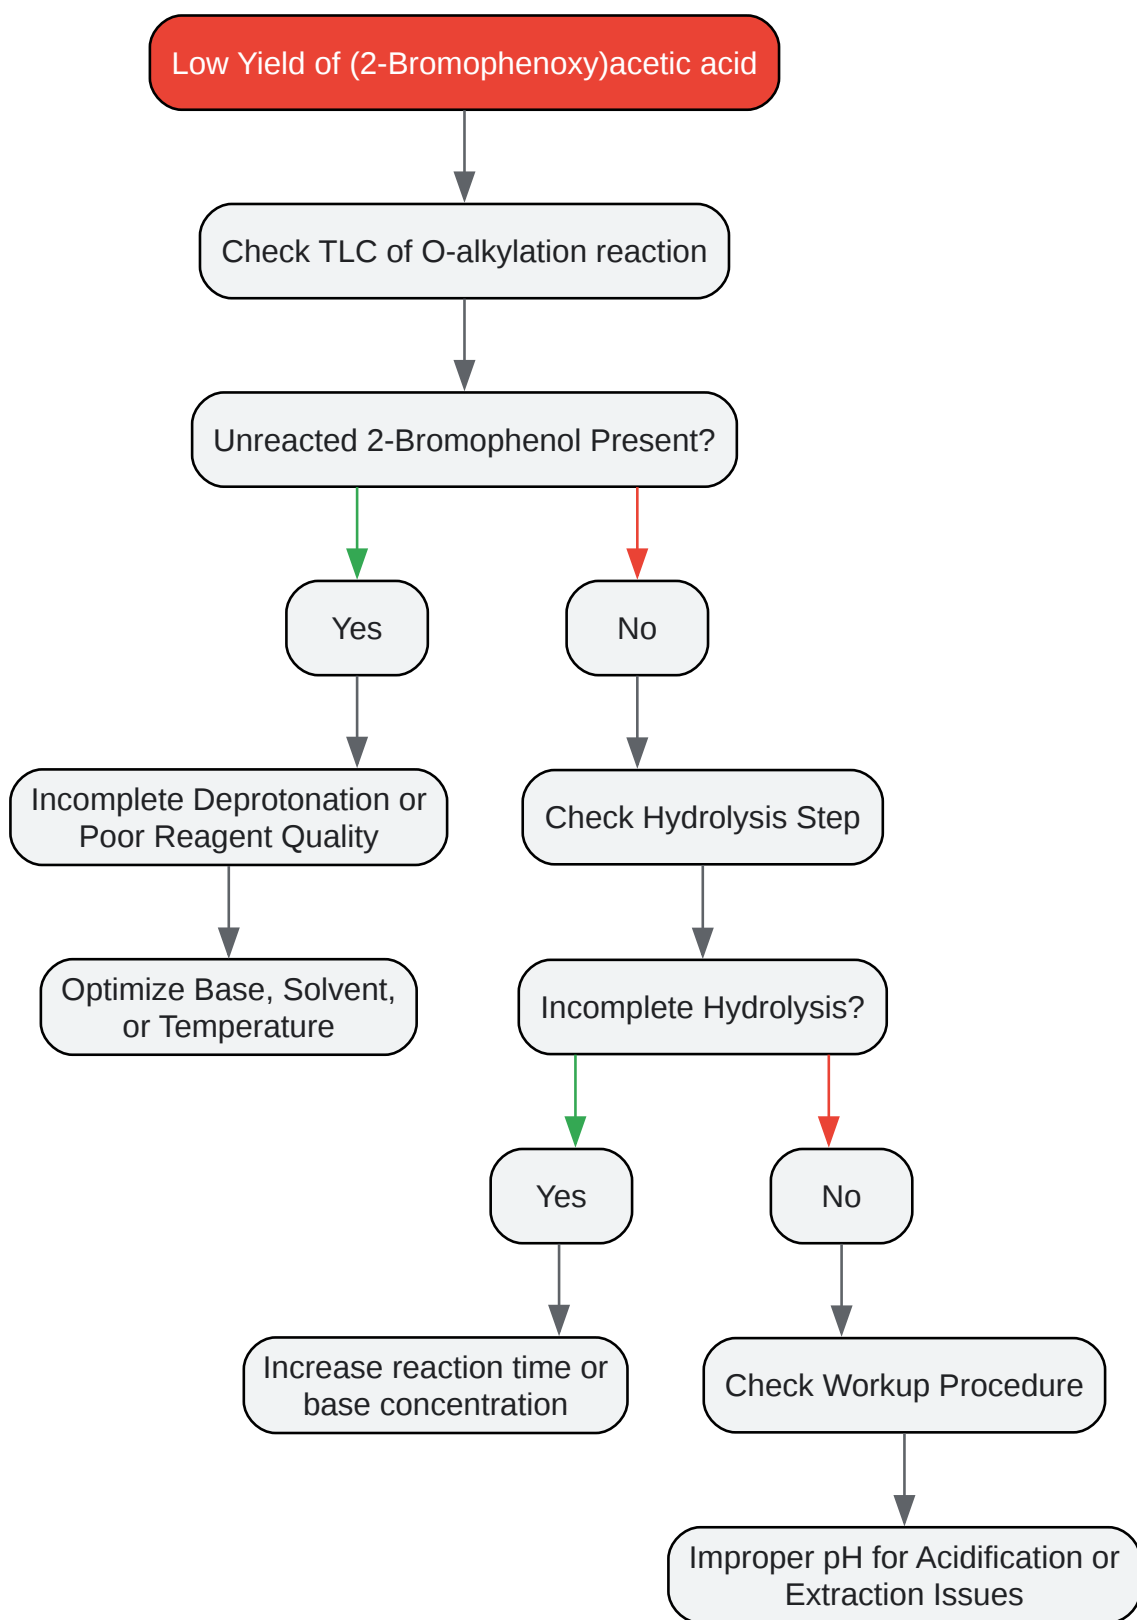 Low Yield of (2-Bromophenoxy)acetic acid
Check TLC of O-alkylation reaction
Unreacted 2-Bromophenol Present?
Yes
No
Incomplete Deprotonation or
Poor Reagent Quality
Check Hydrolysis Step
Optimize Base, Solvent,
or Temperature
Incomplete Hydrolysis?
Yes
No
Increase reaction time or
base concentration
Check Workup Procedure
Improper pH for Acidification or
Extraction Issues